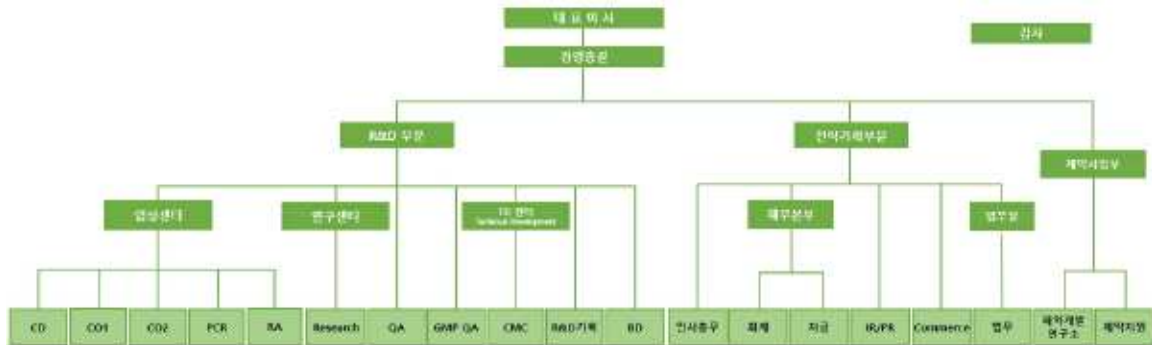 대표이사
감사
경영총괄
R&D 부문
전략기획부문
제약사업부
임상센터
연구센터
TD 센터
Technical Development
재무본부
법무실
CD
CO1
CO2
PCR
RA
Research
QA
GMP QA
CMC
R&D기획
BD
인사총무
회계
자금
IR/PR
Commerce
법무
제약개발
연구소
제약지원